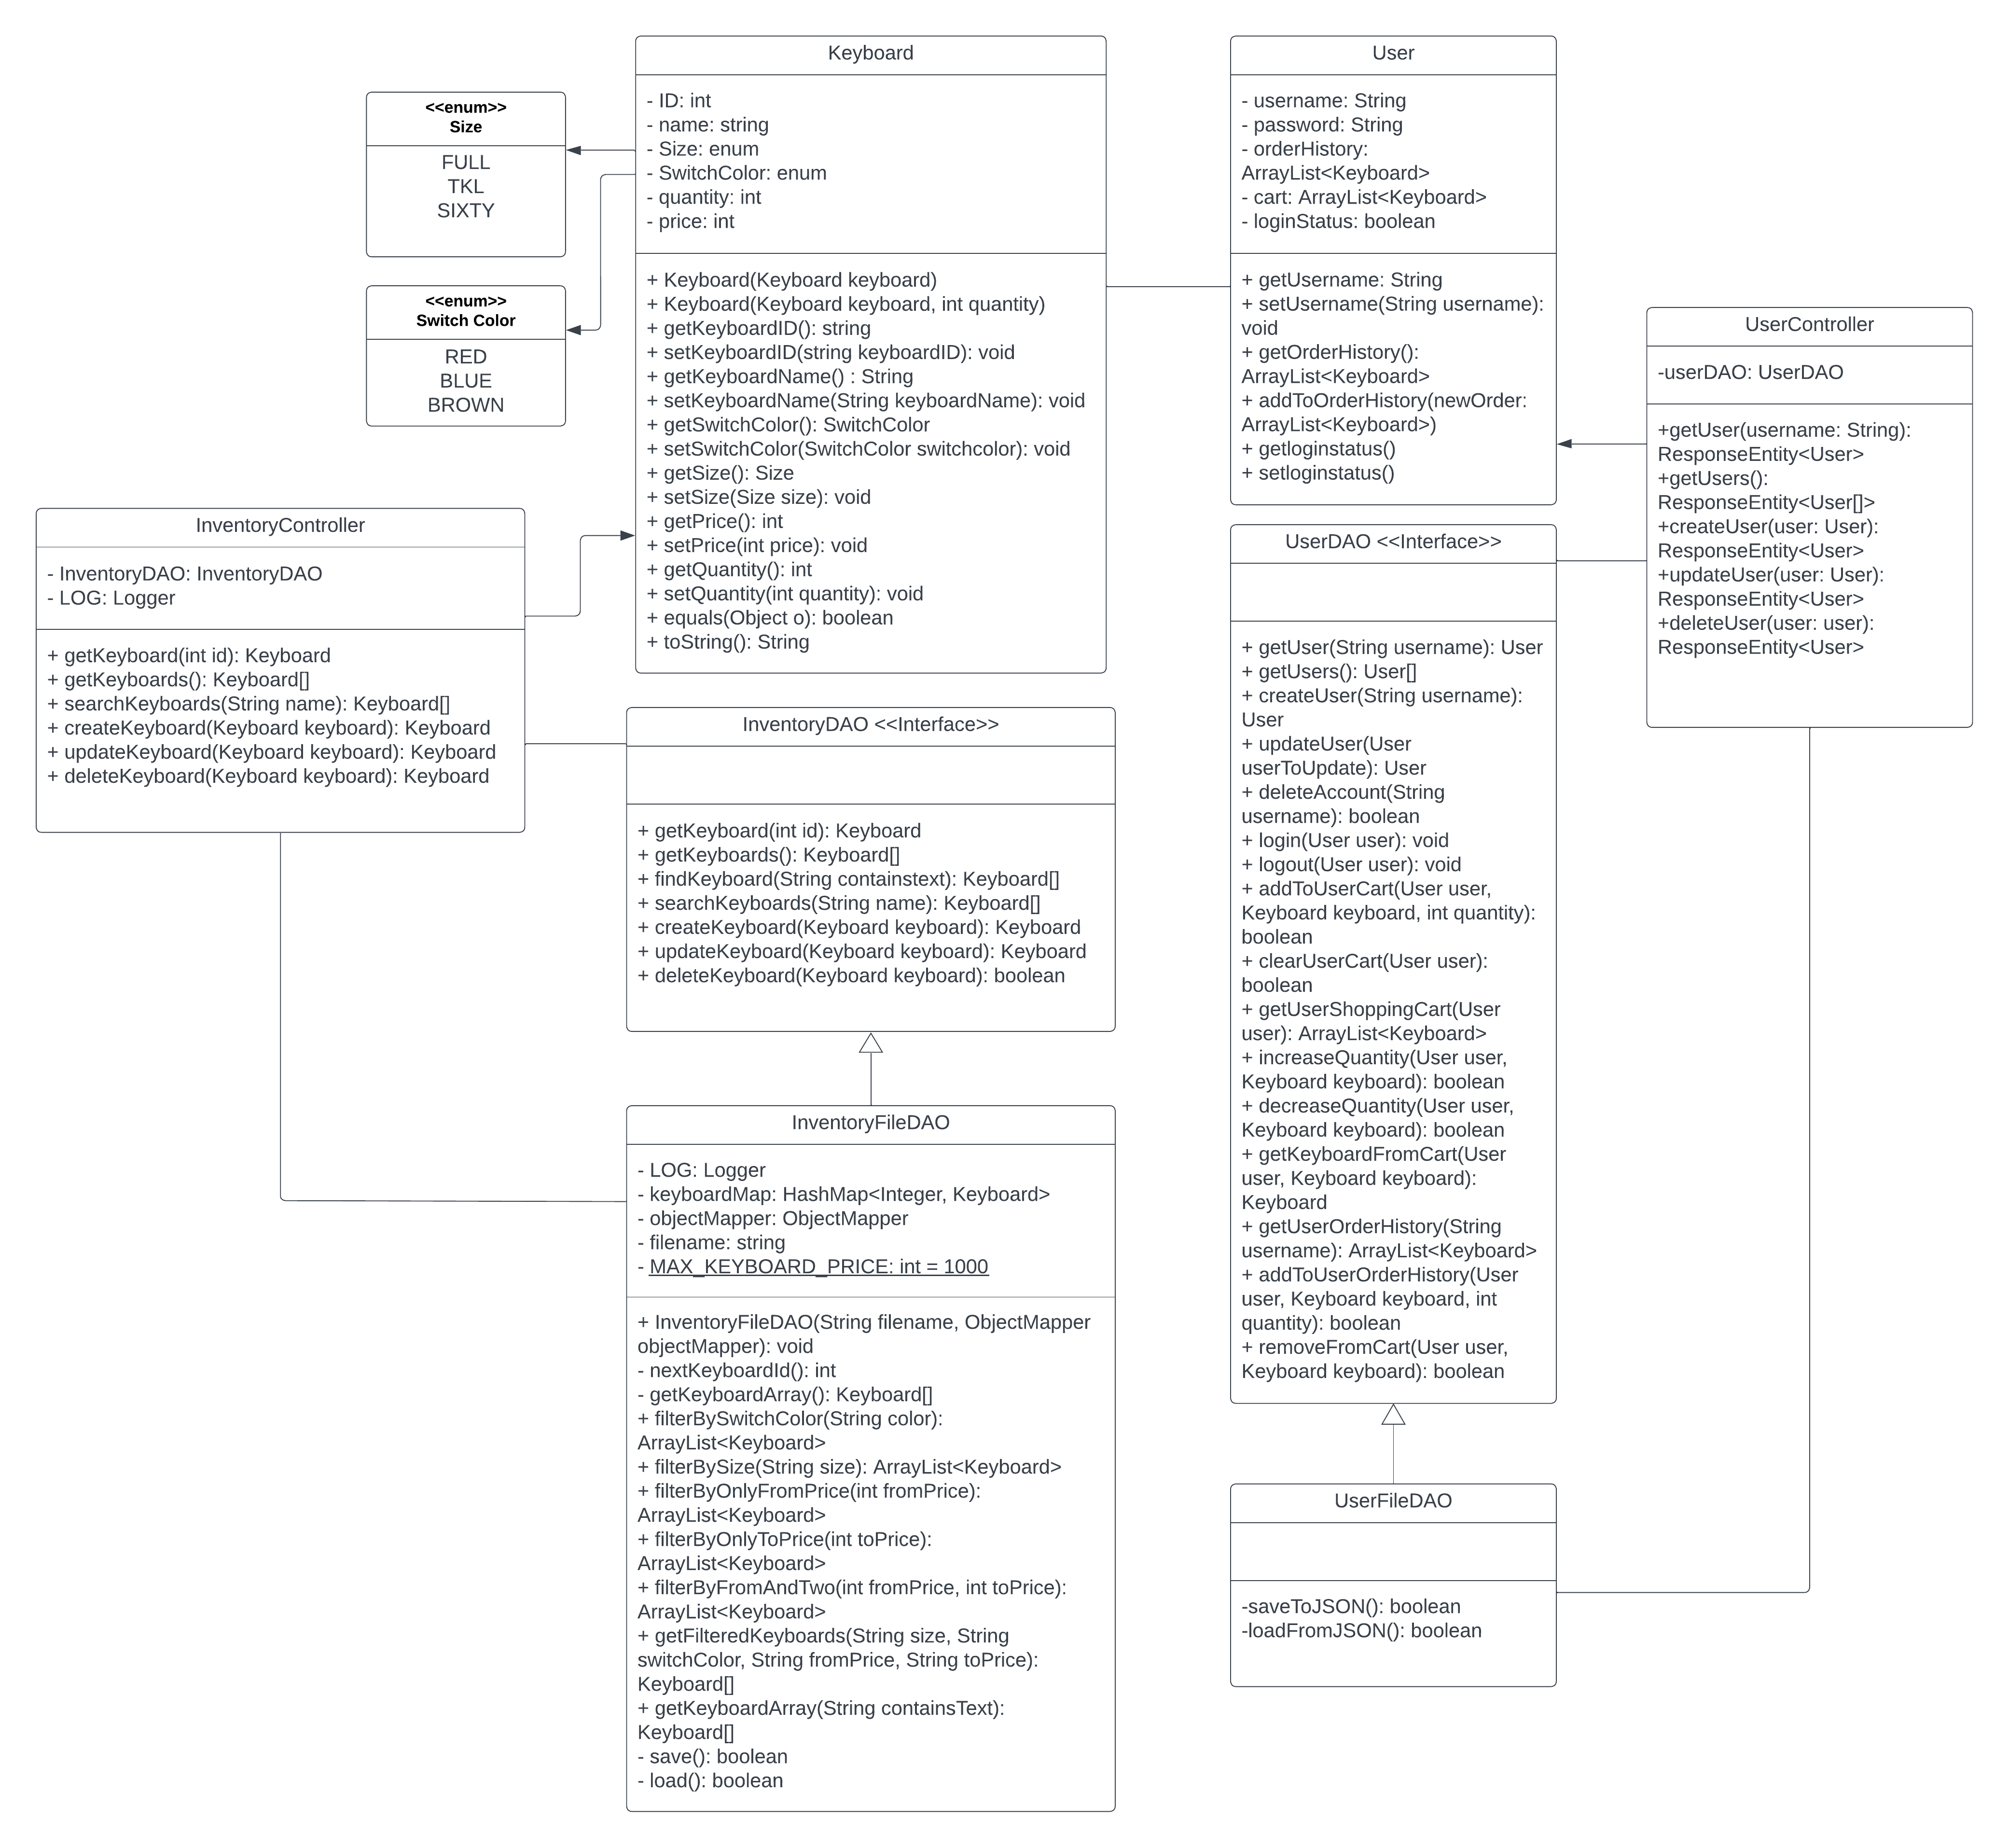 Keyboard
- ID: int
- name: string
- Size: enum
- SwitchColor: enum
- quantity: int
- price: int
+ Keyboard(Keyboard keyboard)
+ Keyboard(Keyboard keyboard, int quantity)
+ getKeyboardID(): string
+ setKeyboardID(string keyboardID): void
+ getKeyboardName() : String
+ setKeyboardName(String keyboardName): void
+ getSwitchColor(): SwitchColor
+ setSwitchColor(SwitchColor switchcolor): void
+ getSize(): Size
+ setSize(Size size): void
+ getPrice(): int
+ setPrice(int price): void
+ getQuantity(): int
+ setQuantity(int quantity): void
+ equals(Object o): boolean
+ toString(): String
<<enum>>
Size
FULL
TKL
SIXTY
<<enum>>
Switch Color
RED
BLUE
BROWN
User
- username: String
- password: String
- orderHistory:
ArrayList<Keyboard>
- cart: ArrayList<Keyboard>
- loginStatus: boolean
+ getUsername: String
+ setUsername(String username):
void
+ getOrderHistory():
ArrayList<Keyboard>
+ addToOrderHistory(newOrder:
ArrayList<Keyboard>)
+ getloginstatus()
+ setloginstatus()
UserController
-userDAO: UserDAO
+getUser(username: String):
ResponseEntity<User>
+getUsers():
ResponseEntity<User[]>
+createUser(user: User):
ResponseEntity<User>
+updateUser(user: User):
ResponseEntity<User>
+deleteUser(user: user):
ResponseEntity<User>
InventoryController
- InventoryDAO: InventoryDAO
- LOG: Logger
+ getKeyboard(int id): Keyboard
+ getKeyboards(): Keyboard[]
+ searchKeyboards(String name): Keyboard[]
+ createKeyboard(Keyboard keyboard): Keyboard
+ updateKeyboard(Keyboard keyboard): Keyboard
+ deleteKeyboard(Keyboard keyboard): Keyboard
InventoryDAO <<Interface>>
+ getKeyboard(int id): Keyboard
+ getKeyboards(): Keyboard[]
+ findKeyboard(String containstext): Keyboard[]
+ searchKeyboards(String name): Keyboard[]
+ createKeyboard(Keyboard keyboard): Keyboard
+ updateKeyboard(Keyboard keyboard): Keyboard
+ deleteKeyboard(Keyboard keyboard): boolean
UserDAO <<Interface>>
+ getUser(String username): User
+ getUsers(): User[]
+ createUser(String username):
User
+ updateUser(User
userToUpdate): User
+ deleteAccount(String
username): boolean
+ login(User user): void
+ logout(User user): void
+ addToUserCart(User user,
Keyboard keyboard, int quantity):
boolean
+ clearUserCart(User user):
boolean
+ getUserShoppingCart(User
user): ArrayList<Keyboard>
+ increaseQuantity(User user,
Keyboard keyboard): boolean
+ decreaseQuantity(User user,
Keyboard keyboard): boolean
+ getKeyboardFromCart(User
user, Keyboard keyboard):
Keyboard
+ getUserOrderHistory(String
username): ArrayList<Keyboard>
+ addToUserOrderHistory(User
user, Keyboard keyboard, int
quantity): boolean
+ removeFromCart(User user,
Keyboard keyboard): boolean
InventoryFileDAO
- LOG: Logger
- keyboardMap: HashMap<Integer, Keyboard>
- objectMapper: ObjectMapper
- filename: string
- MAX_KEYBOARD_PRICE: int = 1000
+ InventoryFileDAO(String filename, ObjectMapper
objectMapper): void
- nextKeyboardId(): int
- getKeyboardArray(): Keyboard[]
+ filterBySwitchColor(String color):
ArrayList<Keyboard>
+ filterBySize(String size): ArrayList<Keyboard>
+ filterByOnlyFromPrice(int fromPrice):
ArrayList<Keyboard>
+ filterByOnlyToPrice(int toPrice):
ArrayList<Keyboard>
+ filterByFromAndTwo(int fromPrice, int toPrice):
ArrayList<Keyboard>
+ getFilteredKeyboards(String size, String
switchColor, String fromPrice, String toPrice):
Keyboard[]
+ getKeyboardArray(String containsText):
Keyboard[]
- save(): boolean
- load(): boolean
UserFileDAO
-saveToJSON(): boolean
-loadFromJSON(): boolean